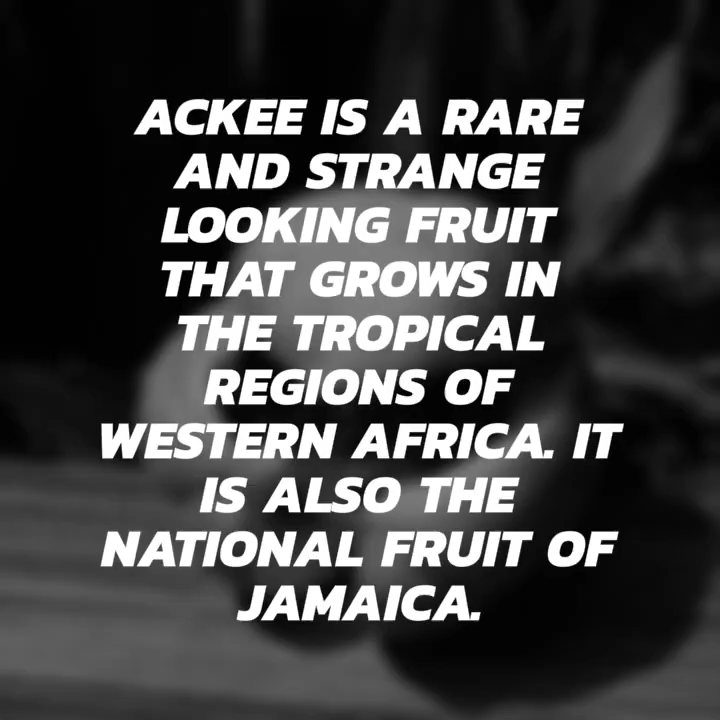 ACKEE IS A RARE
AND STRANGE
LOOKING FRUIT
THAT GROWS IN
THE TROPICAL
REGIONS OF
WESTERN AFRICA. IT
IS ALSO THE
NATIONAL FRUIT OF
JAMAICA.